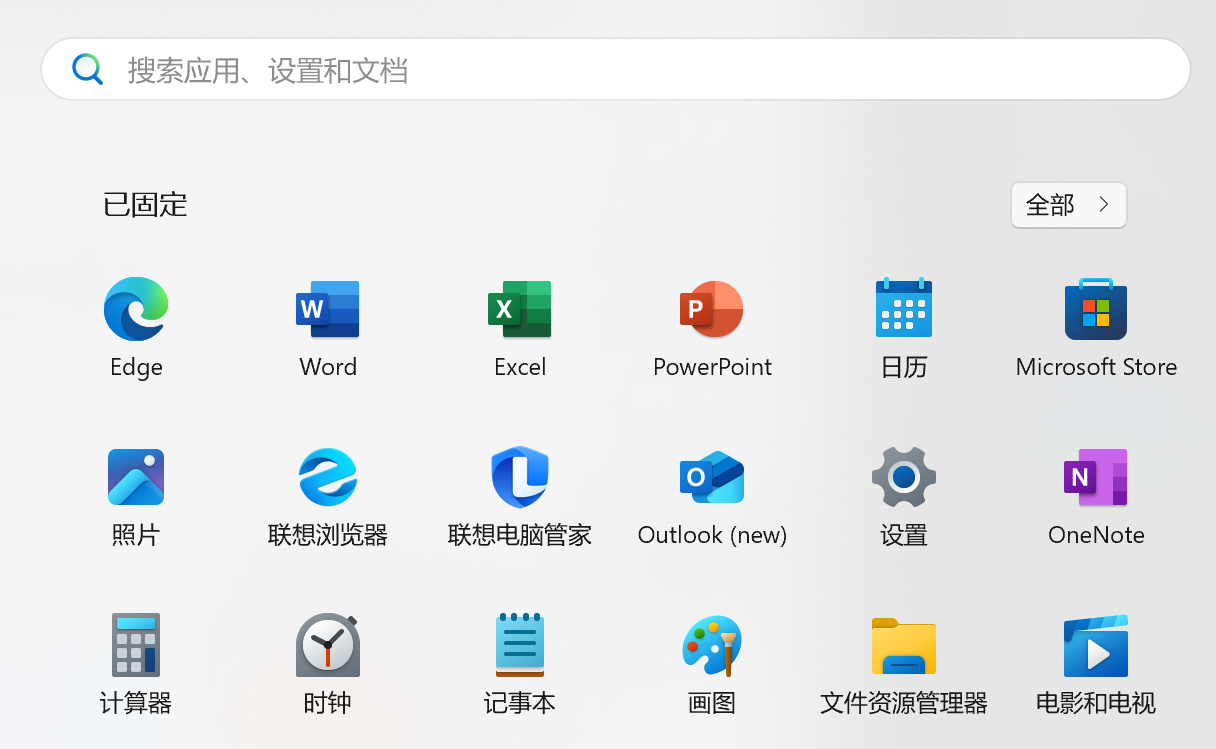 搜索应用、设置和文档
已固定
全部
Edge
Word
Excel
PowerPoint
日历
Microsoft Store
照片
联想浏览器
联想电脑管家
Outlook (new)
设置
OneNote
计算器
时钟
记事本
画图
文件资源管理器
电影和电视